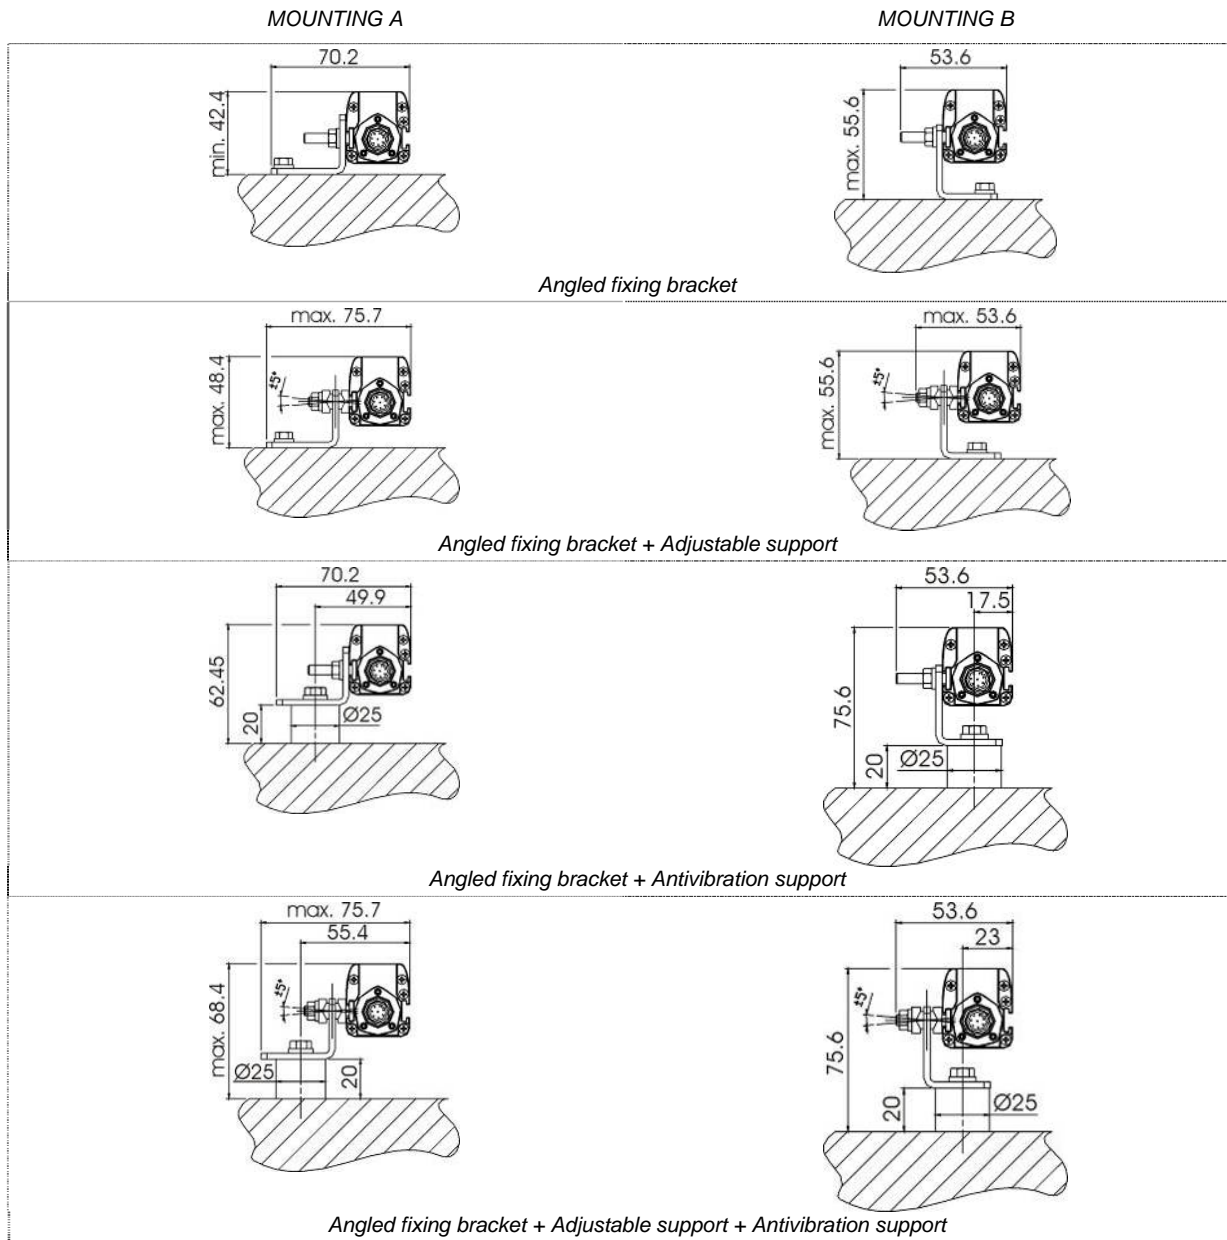 MOUNTING A
MOUNTING B
70.2
min. 42.4
53.6
max. 55.6
Angled fixing bracket
max. 75.7
max. 48.4
±5°
max. 53.6
max. 55.6
±5°
Angled fixing bracket + Adjustable support
70.2
49.9
62.45
20
Ø25
53.6
17.5
75.6
20
Ø25
Angled fixing bracket + Antivibration support
max. 75.7
55.4
max. 68.4
±5°
Ø25
20
53.6
23
75.6
±5°
20
Ø25
Angled fixing bracket + Adjustable support + Antivibration support